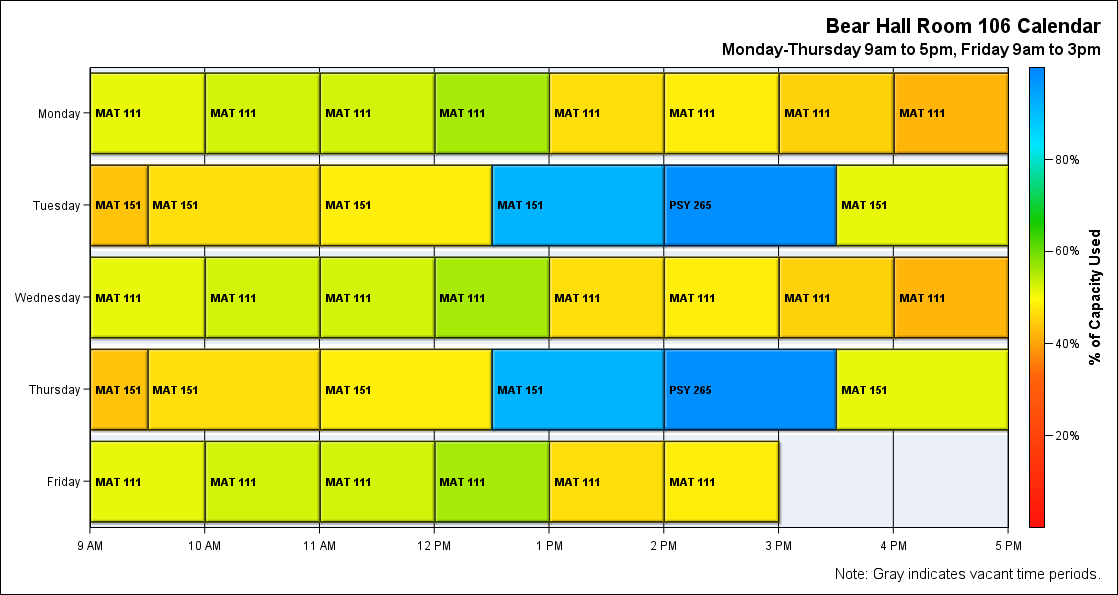 Bear Hall Room 106 Calendar
Monday-Thursday 9am to 5pm, Friday 9am to 3pm
Monday
MAT 111 MAT 111 MAT 111 MAT 111 MAT 111 MAT 111 MAT 111 MAT 111
Tuesday
MAT 151 MAT 151 MAT 151 MAT 151 PSY 265 MAT 151
Wednesday
MAT 111 MAT 111 MAT 111 MAT 111 MAT 111 MAT 111 MAT 111 MAT 111
Thursday
MAT 151 MAT 151 MAT 151 MAT 151 PSY 265 MAT 151
Friday
MAT 111 MAT 111 MAT 111 MAT 111 MAT 111 MAT 111
9 AM 10 AM 11 AM 12 PM 1 PM 2 PM 3 PM 4 PM 5 PM
80%
60%
40%
20%
% of Capacity Used
Note: Gray indicates vacant time periods.